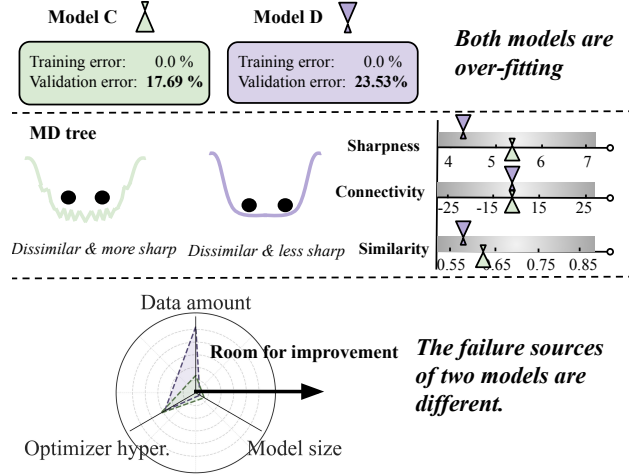 Model C
Model D
Training error: 0.0 %
Validation error: 17.69 %
Training error: 0.0 %
Validation error: 23.53%
Both models are
over-fitting
MD tree
Dissimilar & more sharp
Dissimilar & less sharp
Sharpness
4 5 6 7
Connectivity
-25 -15 15 25
Similarity
0.55 0.65 0.75 0.85
Data amount
Room for improvement
Optimizer hyper.
Model size
The failure sources
of two models are
different.